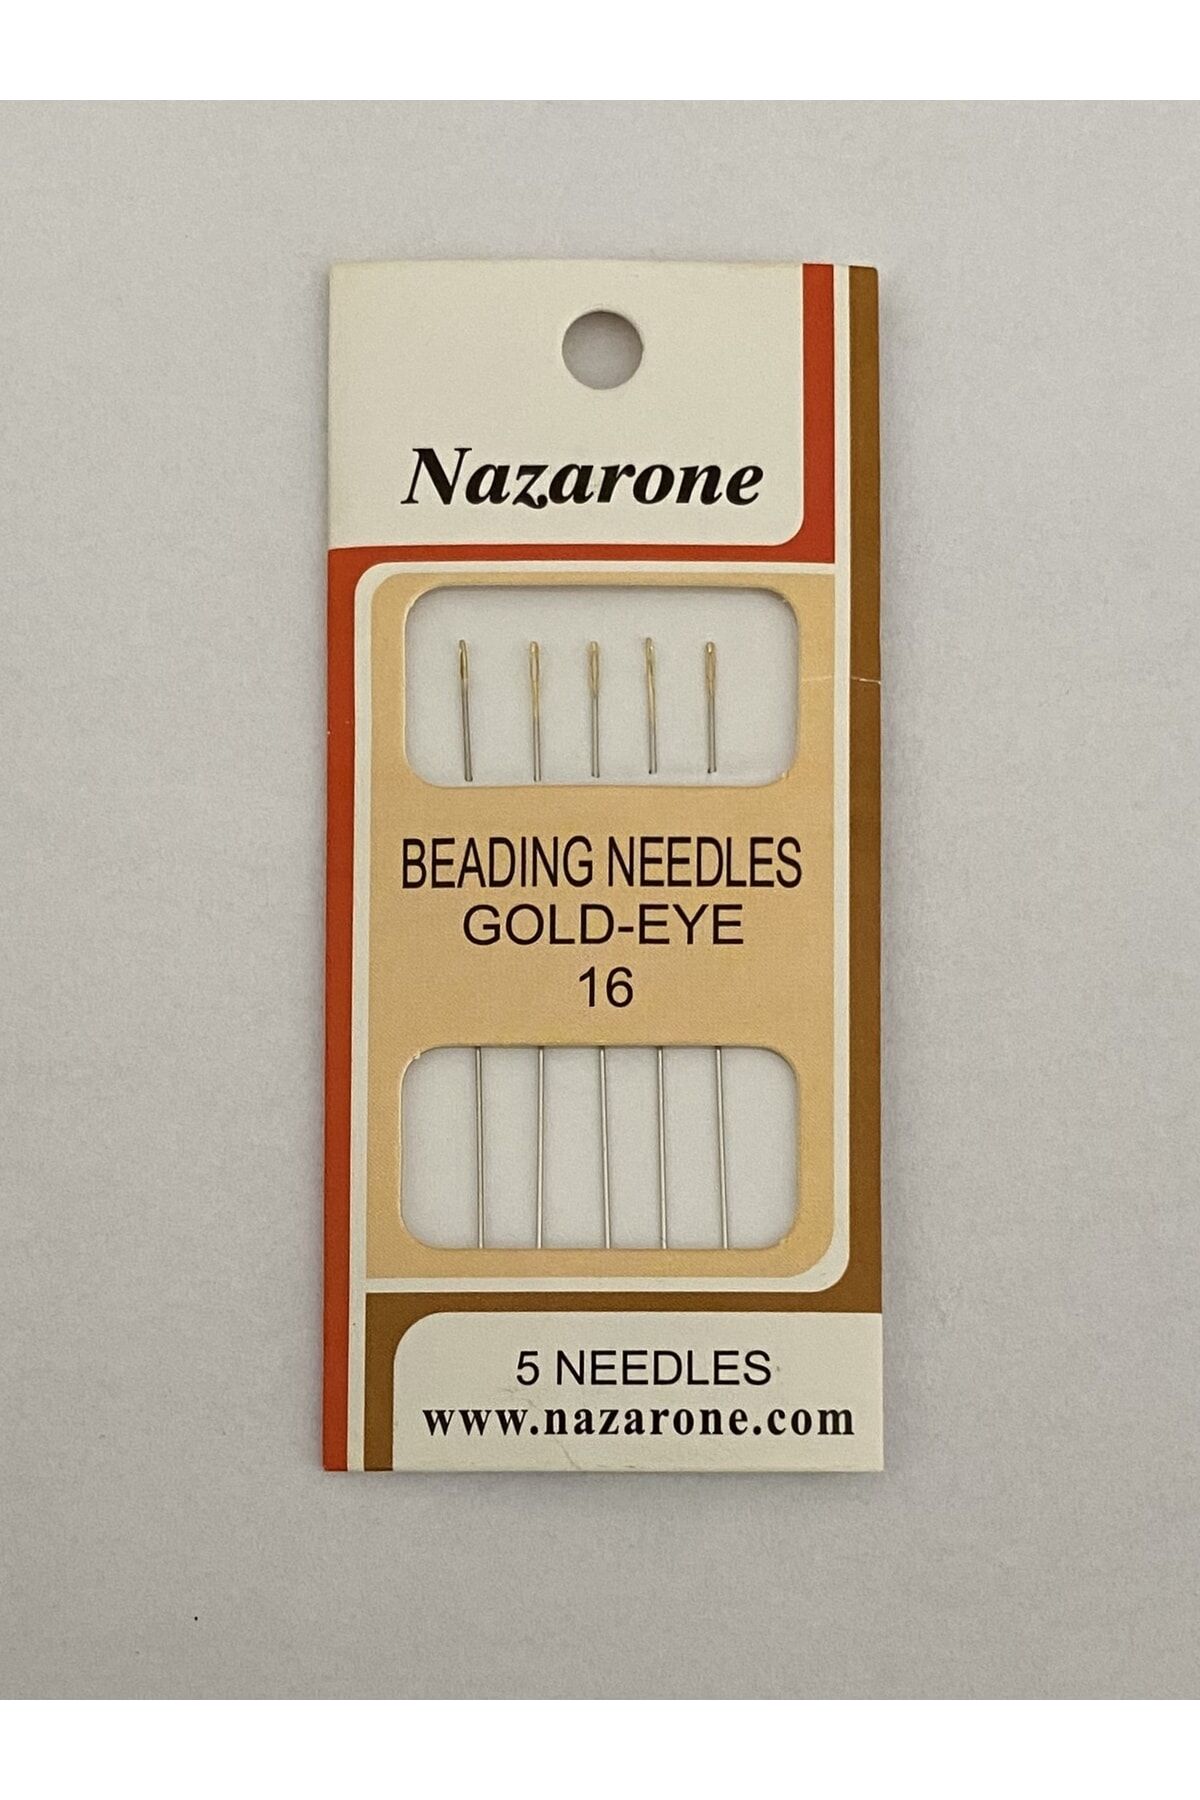 Nazarone
BEADING NEEDLES
GOLD-EYE
16
5 NEEDLES
www.nazarone.com